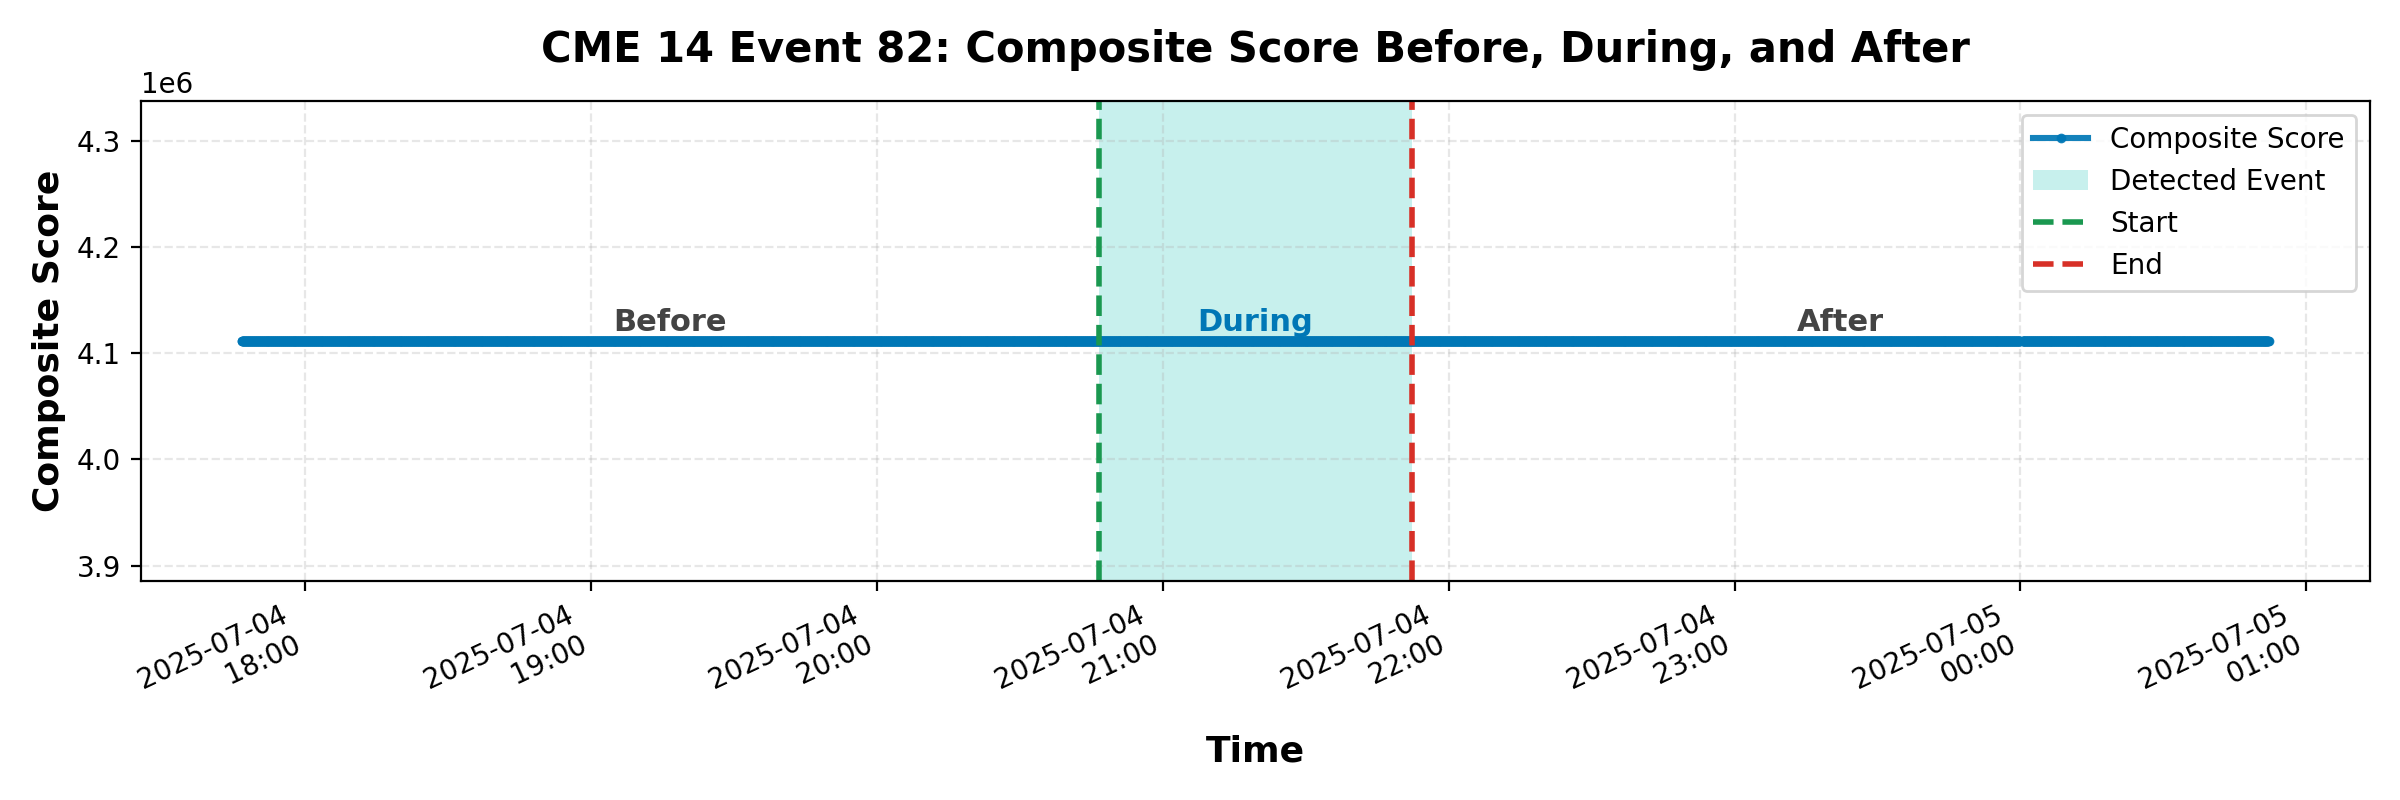 CME 14 Event 82: Composite Score Before, During, and After
1e6
4.3
4.2
4.1
4.0
3.9
Composite Score
Before
During
After
Composite Score
Detected Event
Start
End
2025-07-04
18:00
2025-07-04
19:00
2025-07-04
20:00
2025-07-04
21:00
2025-07-04
22:00
2025-07-04
23:00
2025-07-05
00:00
2025-07-05
01:00
Time